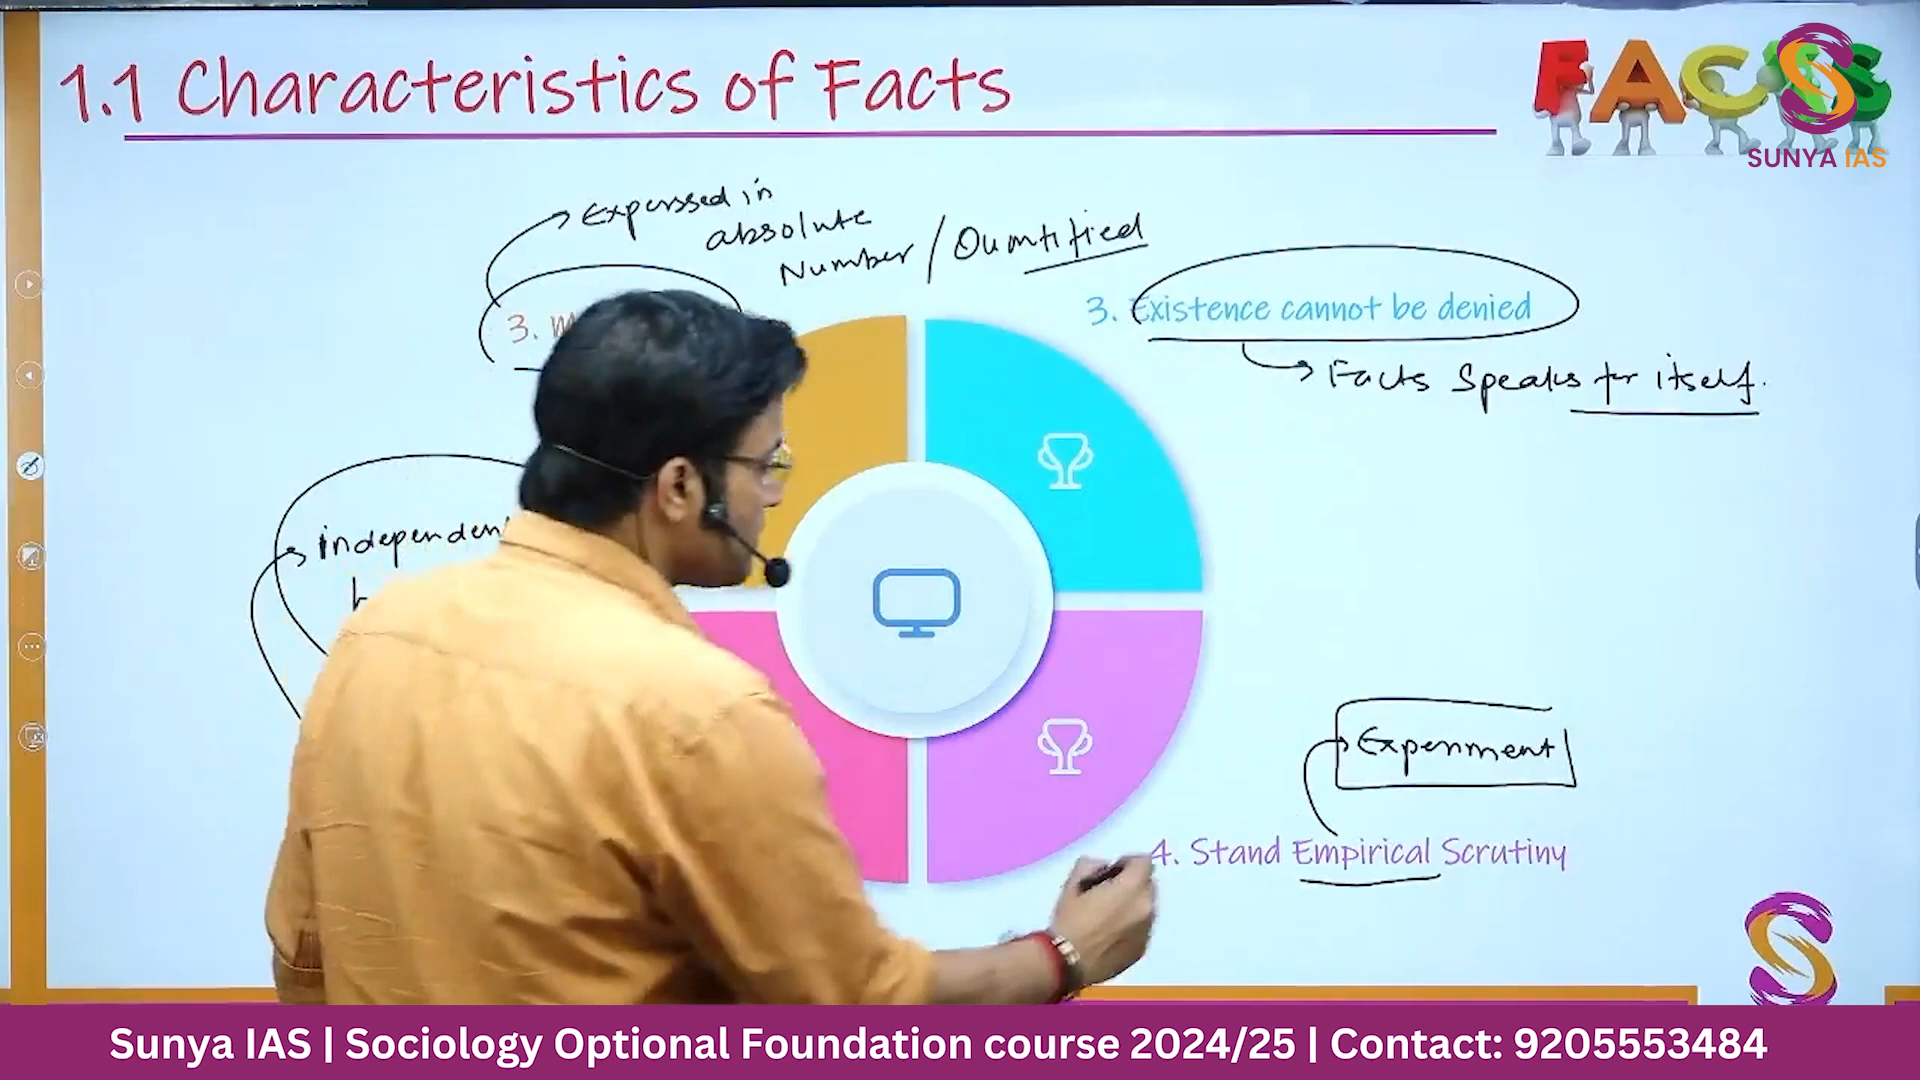 1.1 Characteristics of Facts
FACTS
SUNYA IAS
Experssed in
absolute
Number / Quantified
3.
3. Existence cannot be denied
Facts Speaks for itself.
independen
Experiment
4. Stand Empirical Scrutiny
Sunya IAS | Sociology Optional Foundation course 2024/25 | Contact: 9205553484